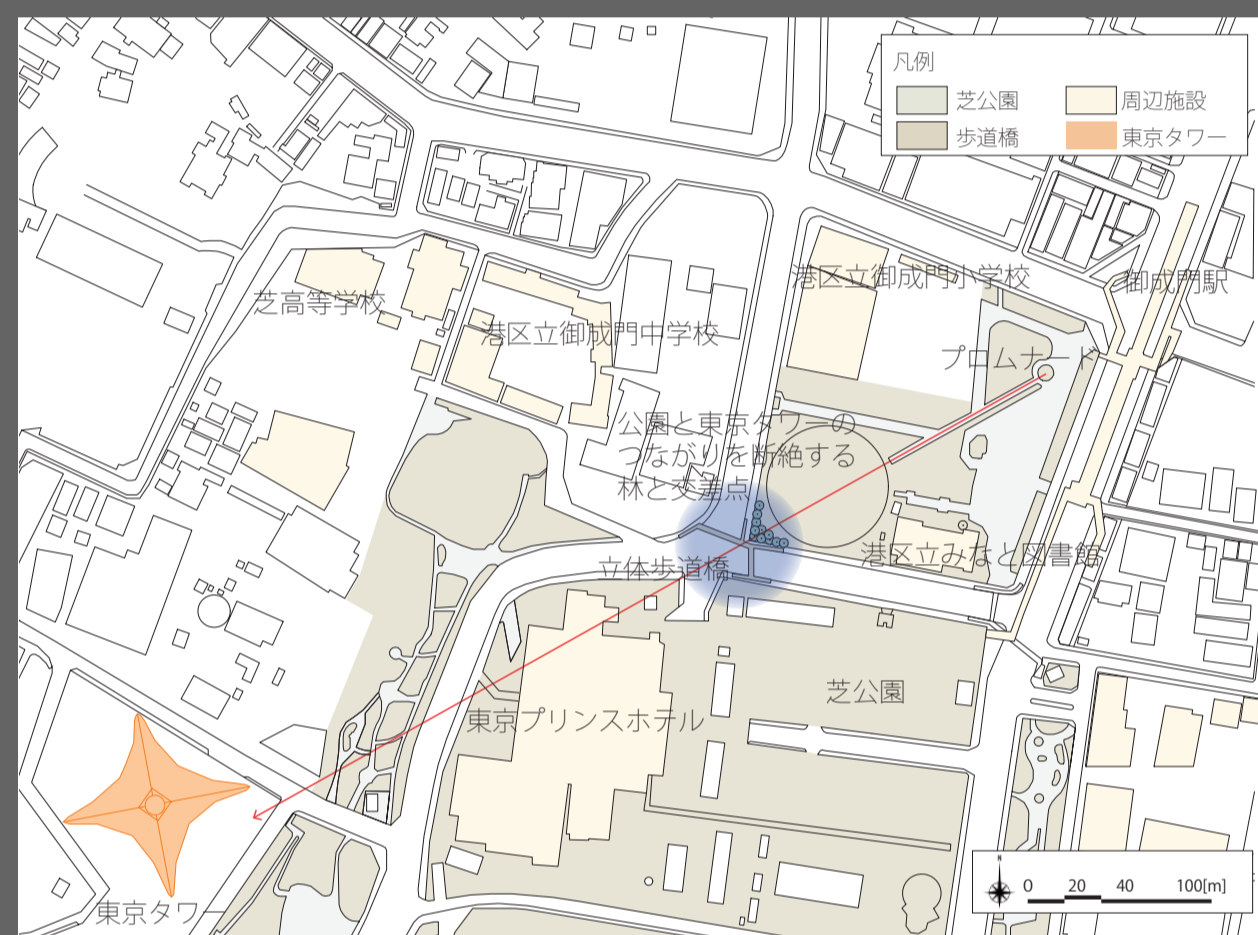 凡例
芝公園
周辺施設
歩道橋
東京タワー
港区立御成門小学校
御成門駅
芝高等学校
港区立御成門中学校
プロムナード
公園と東京タワーの
つながりを断絶する
林と交差点
港区立みなと図書館
立体歩道橋
芝公園
東京プリンスホテル
東京タワー
N
0 20 40 100[m]